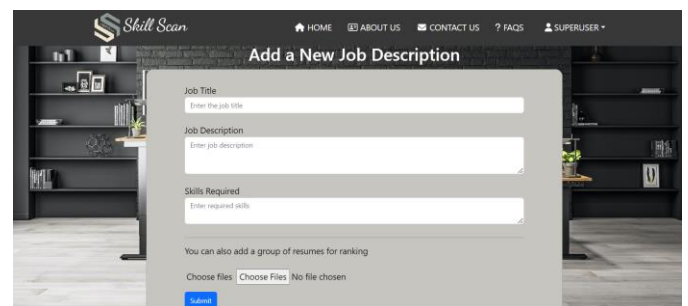 Skill Scan HOME ABOUT US CONTACT US ? FAQS SUPERUSER
Add a New Job Description
Job Title
Enter the job title
Job Description
Enter job description
Skills Required
Enter required skills
You can also add a group of resumes for ranking
Choose files Choose Files No file chosen
Submit